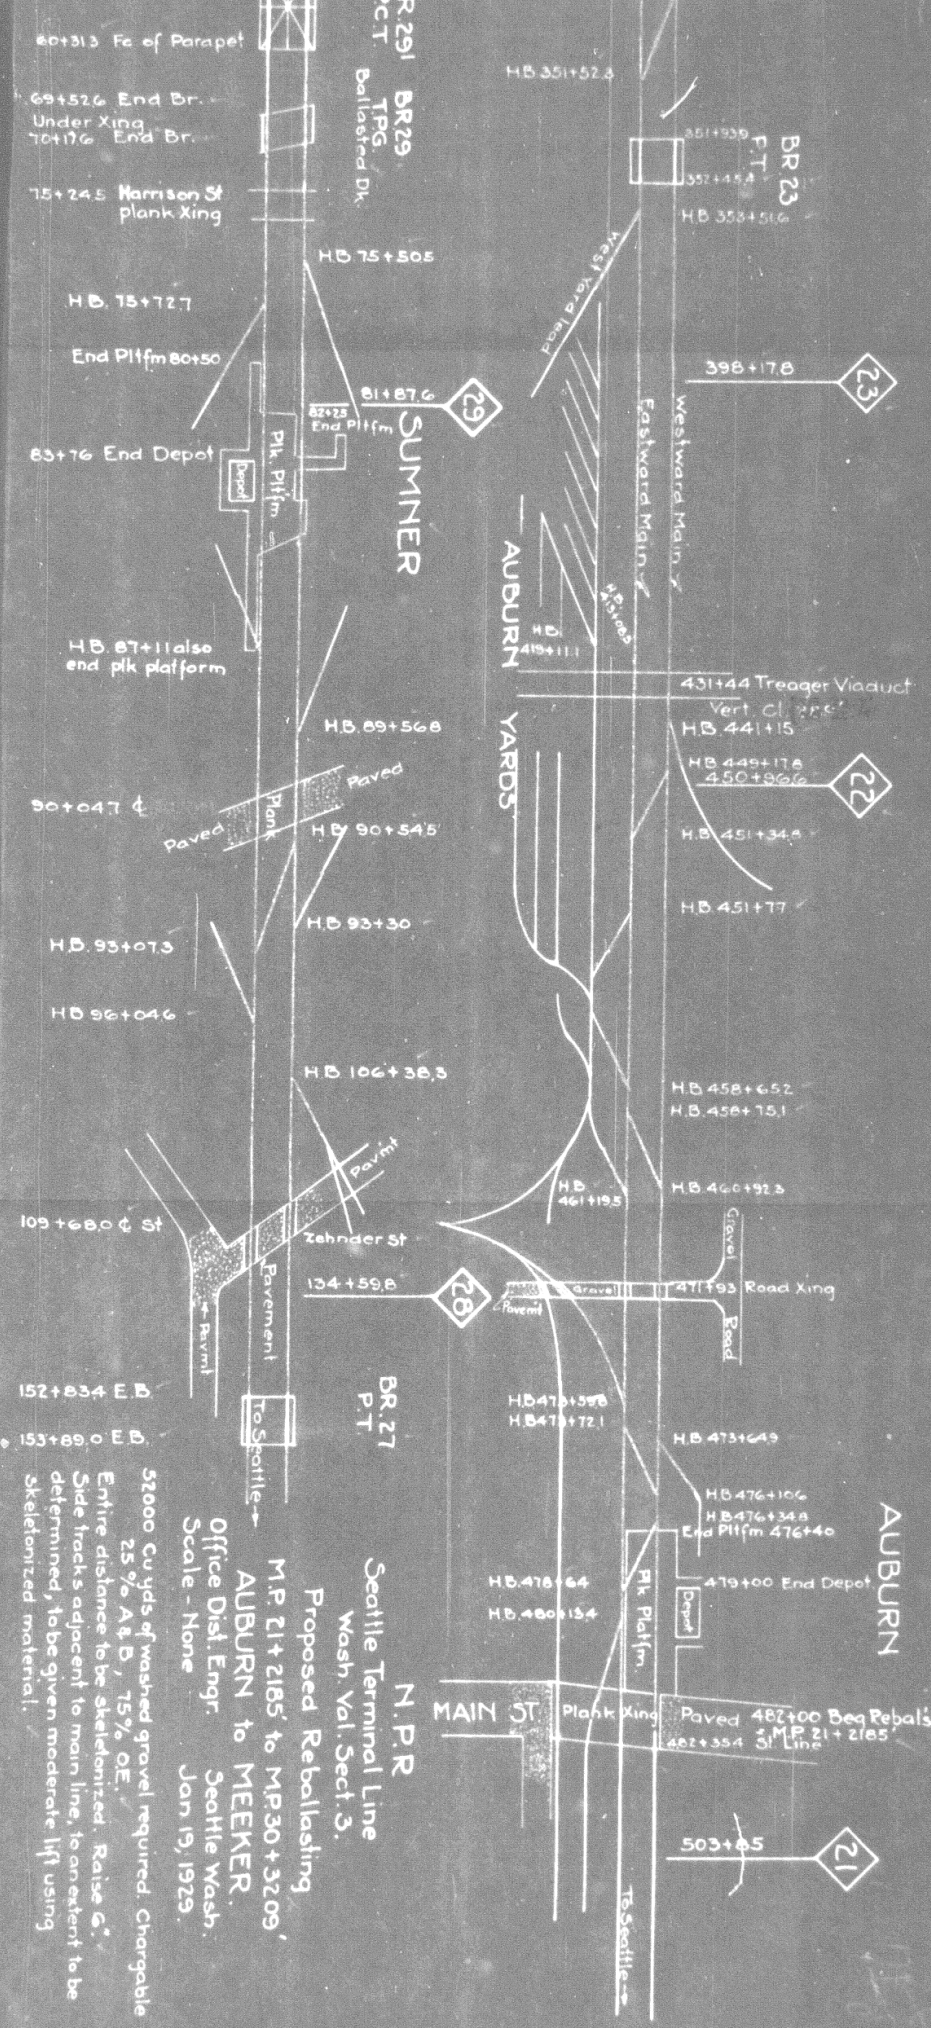 60+31.3 Fc of Parapet
BR.29
T.P.G.
Ballasted Dk.
69+52.6 End Br.
Under Xing
70+17.6 End Br.
75+24.5 Harrison St
plank Xing
H.B. 75+50.5
H.B. 75+72.7
End Pltfm 80+50
81+87.6
29
82+25
End Pltfm
SUMNER
83+76 End Depot
Depot
Plk. Pltfm
H.B. 87+11 also
end plk platform
H.B. 89+56.8
90+04.7 ℄
Paved
Plank
Paved
H.B. 90+54.5
H.B. 93+30
H.B. 93+07.3
H.B. 96+04.6
H.B. 106+38.3
Pavmt
109+68.0 ℄ St
Zehnder St
Pavement
Pavmt
134+59.8
28
152+83.4 E.B.
153+89.0 E.B.
BR.27
P.T.
To Seattle
H.B. 351+52.3
351+93.9
352+45.4
BR 23
P.T.
H.B. 353+51.6
West Yard lead
398+17.8
23
Eastward Main
Westward Main
AUBURN YARDS
H.B.
419+11.1
431+44 Treager Viaduct
Vert. Cl.
H.B. 441+15
H.B. 449+17.8
450+96.6
22
H.B. 451+34.8
H.B. 451+77
H.B. 458+65.2
H.B. 458+75.1
H.B. 460+92.3
H.B.
461+19.5
Gravel
Road
Pavemt
Gravel
471+93 Road Xing
H.B. 473+59.8
H.B. 473+72.1
H.B. 473+64.9
H.B. 476+10.6
H.B. 476+34.8
End Pltfm 476+40
AUBURN
H.B. 478+64
479+00 End Depot
H.B. 480+13.4
Plk Platfm.
Depot
MAIN ST
Plank Xing
Paved
482+00 Beg Rebal's
M.P. 21+2185'
482+35.4 St Line
503+85
21
To Seattle
N.P.R
Seattle Terminal Line
Wash. Val. Sect. 3.
Proposed Reballasting
M.P. 21+2185' to M.P. 30+3209'
AUBURN to MEEKER.
Office Dist. Engr. Seattle Wash.
Scale - None Jan 19, 1929.
52000 Cu yds of washed gravel required. Chargable
25% A&B, 75% O.E.
Entire distance to be skeletonized. Raise 6".
Side tracks adjacent to main line, to an extent to be
determined, to be given moderate lift using
skeletonized material.